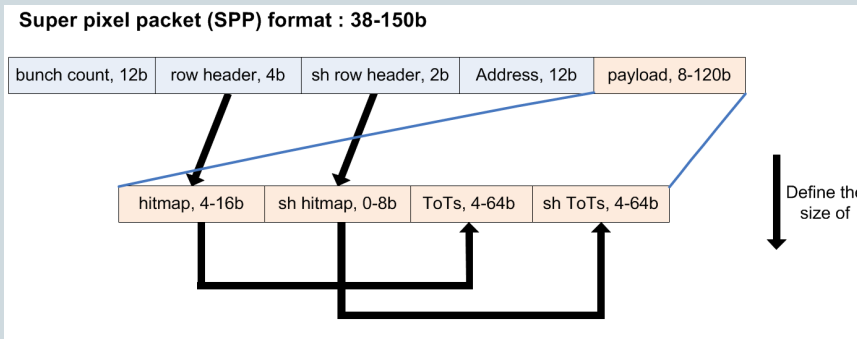 Super pixel packet (SPP) format : 38-150b
bunch count, 12b row header, 4b sh row header, 2b Address, 12b payload, 8-120b
hitmap, 4-16b sh hitmap, 0-8b ToTs, 4-64b sh ToTs, 4-64b
Define the
size of